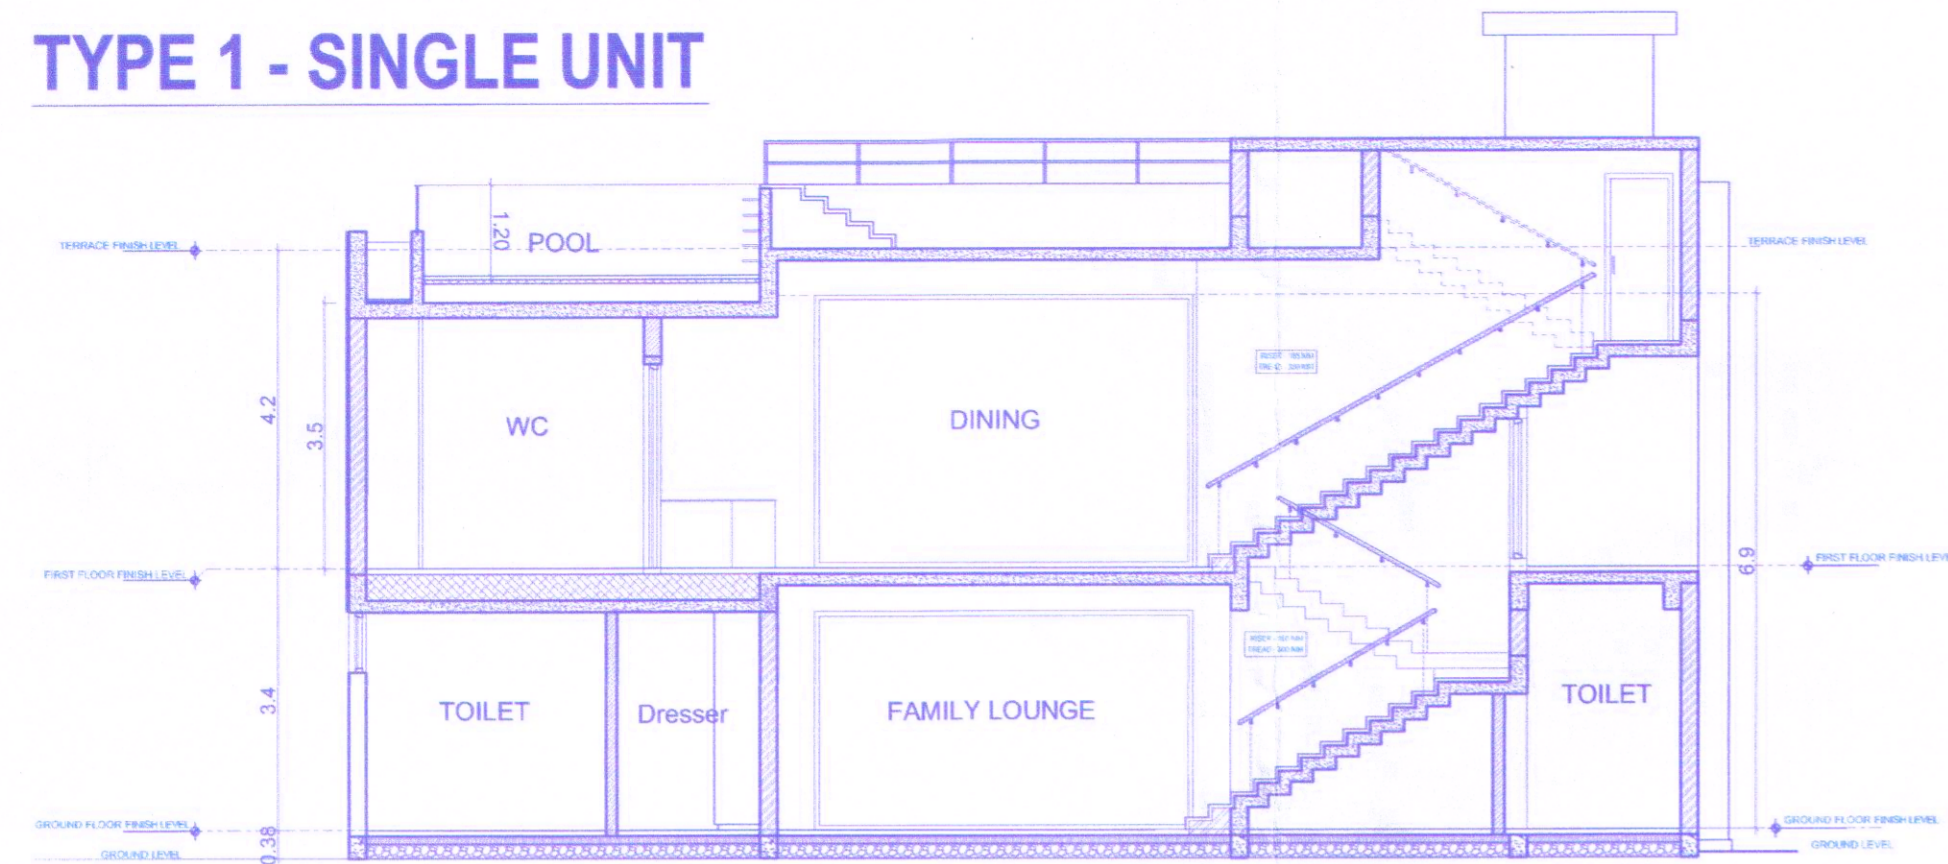 TYPE 1 - SINGLE UNIT
1.20
POOL
TERRACE FINISH LEVEL
TERRACE FINISH LEVEL
4.2
3.5
WC
DINING
FIRST FLOOR FINISH LEVEL
6.9
FIRST FLOOR FINISH LEVE
3.4
TOILET
Dresser
FAMILY LOUNGE
TOILET
GROUND FLOOR FINISH LEVEL
0.38
GROUND FLOOR FINISH LEVEL
GROUND LEVEL
GROUND LEVEL